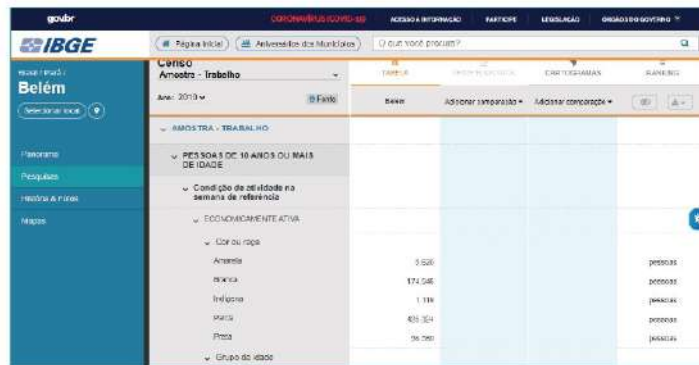 govbr CORONAVÍRUS (COVID-19) ACESSO À INFORMAÇÃO PARTICIPE LEGISLAÇÃO ÓRGÃOS DO GOVERNO
IBGE Página Inicial Aniversários dos Municípios O que você procura?
Brasil / Pará /
Belém
Selecionar local
Panorama
Pesquisas
História & Fotos
Mapas
Censo
Amostra - Trabalho
Ano: 2010 Fonte
TABELA CARTOGRAMAS RANKING
Belém Adicionar comparação Adicionar comparação
AMOSTRA - TRABALHO
PESSOAS DE 10 ANOS OU MAIS
DE IDADE
Condição de atividade na
semana de referência
ECONOMICAMENTE ATIVA
Cor ou raça
Amarela pessoas
Branca pessoas
Indígena pessoas
Parda pessoas
Preta pessoas
Grupo de idade